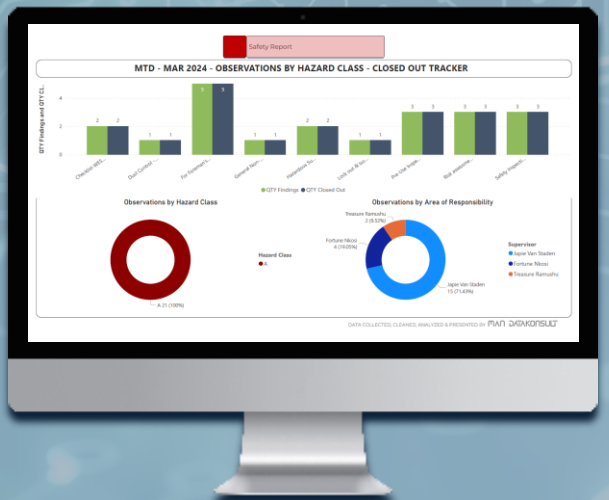 Safety Report
MTD - MAR 2024 - OBSERVATIONS BY HAZARD CLASS - CLOSED OUT TRACKER
QTY Findings and QTY Cl...
4
2
0
2 2
1 1
5 5
1 1
2 2
1 1
3 3
3 3
3 3
Dust Control -...
For Foreman's...
General Non-...
Hazardous Su...
Lock out & iso...
Pre-Use Inspe...
Risk assessme...
Safety Inspecti...
QTY Findings QTY Closed Out
Observations by Hazard Class
A 21 (100%)
Hazard Class
A
Observations by Area of Responsibility
Treasure Ramushu
2 (9.52%)
Fortune Nkosi
4 (19.05%)
Japie Van Staden
15 (71.43%)
Supervisor
Japie Van Staden
Fortune Nkosi
Treasure Ramushu
DATA COLLECTED, CLEANED, ANALYZED & PRESENTED BY MAN DATAKONSULT